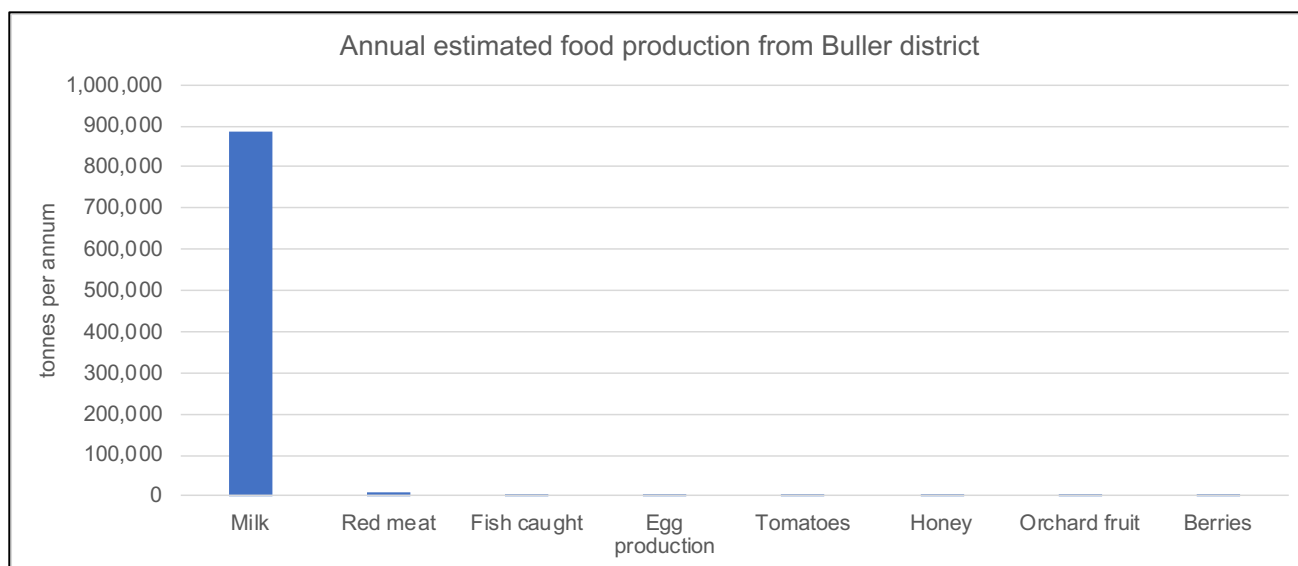 Annual estimated food production from Buller district
tonnes per annum
1,000,000
900,000
800,000
700,000
600,000
500,000
400,000
300,000
200,000
100,000
0
Milk
Red meat
Fish caught
Egg
production
Tomatoes
Honey
Orchard fruit
Berries